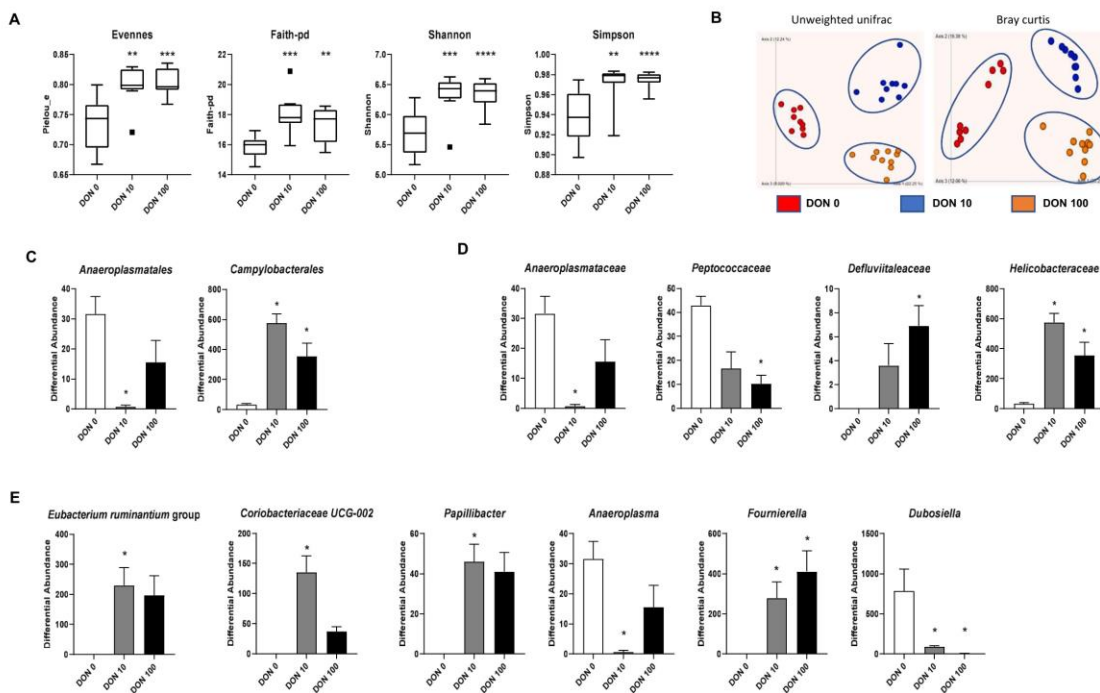 A
B
Evennes
Faith-pd
Shannon
Simpson
Unweighted unifrac
Bray curtis
Pielou_e
0.85
0.80
0.75
0.70
0.65
** ***
DON 0
DON 10
DON 100
Faith-pd
22
20
18
16
14
*** **
DON 0
DON 10
DON 100
Shannon
7.0
6.5
6.0
5.5
5.0
*** ****
DON 0
DON 10
DON 100
Simpson
1.00
0.98
0.96
0.94
0.92
0.90
0.88
** ****
DON 0
DON 10
DON 100
DON 0
DON 10
DON 100
C
Anaeroplasmatales
Differential Abundance
40
30
20
10
0
*
DON 0
DON 10
DON 100
Campylobacterales
Differential Abundance
800
600
400
200
0
* *
DON 0
DON 10
DON 100
D
Anaeroplasmataceae
Differential Abundance
40
30
20
10
0
*
DON 0
DON 10
DON 100
Peptococcaceae
Differential Abundance
50
40
30
20
10
0
*
DON 0
DON 10
DON 100
Defluviitaleaceae
Differential Abundance
10
8
6
4
2
0
*
DON 0
DON 10
DON 100
Helicobacteraceae
Differential Abundance
800
600
400
200
0
* *
DON 0
DON 10
DON 100
E
Eubacterium ruminantium group
Differential Abundance
400
300
200
100
0
*
DON 0
DON 10
DON 100
Coriobacteriaceae UCG-002
Differential Abundance
200
150
100
50
0
*
DON 0
DON 10
DON 100
Papillibacter
Differential Abundance
60
40
20
0
*
DON 0
DON 10
DON 100
Anaeroplasma
Differential Abundance
40
30
20
10
0
*
DON 0
DON 10
DON 100
Fournierella
Differential Abundance
600
400
200
0
* *
DON 0
DON 10
DON 100
Dubosiella
Differential Abundance
1500
1000
500
0
* *
DON 0
DON 10
DON 100